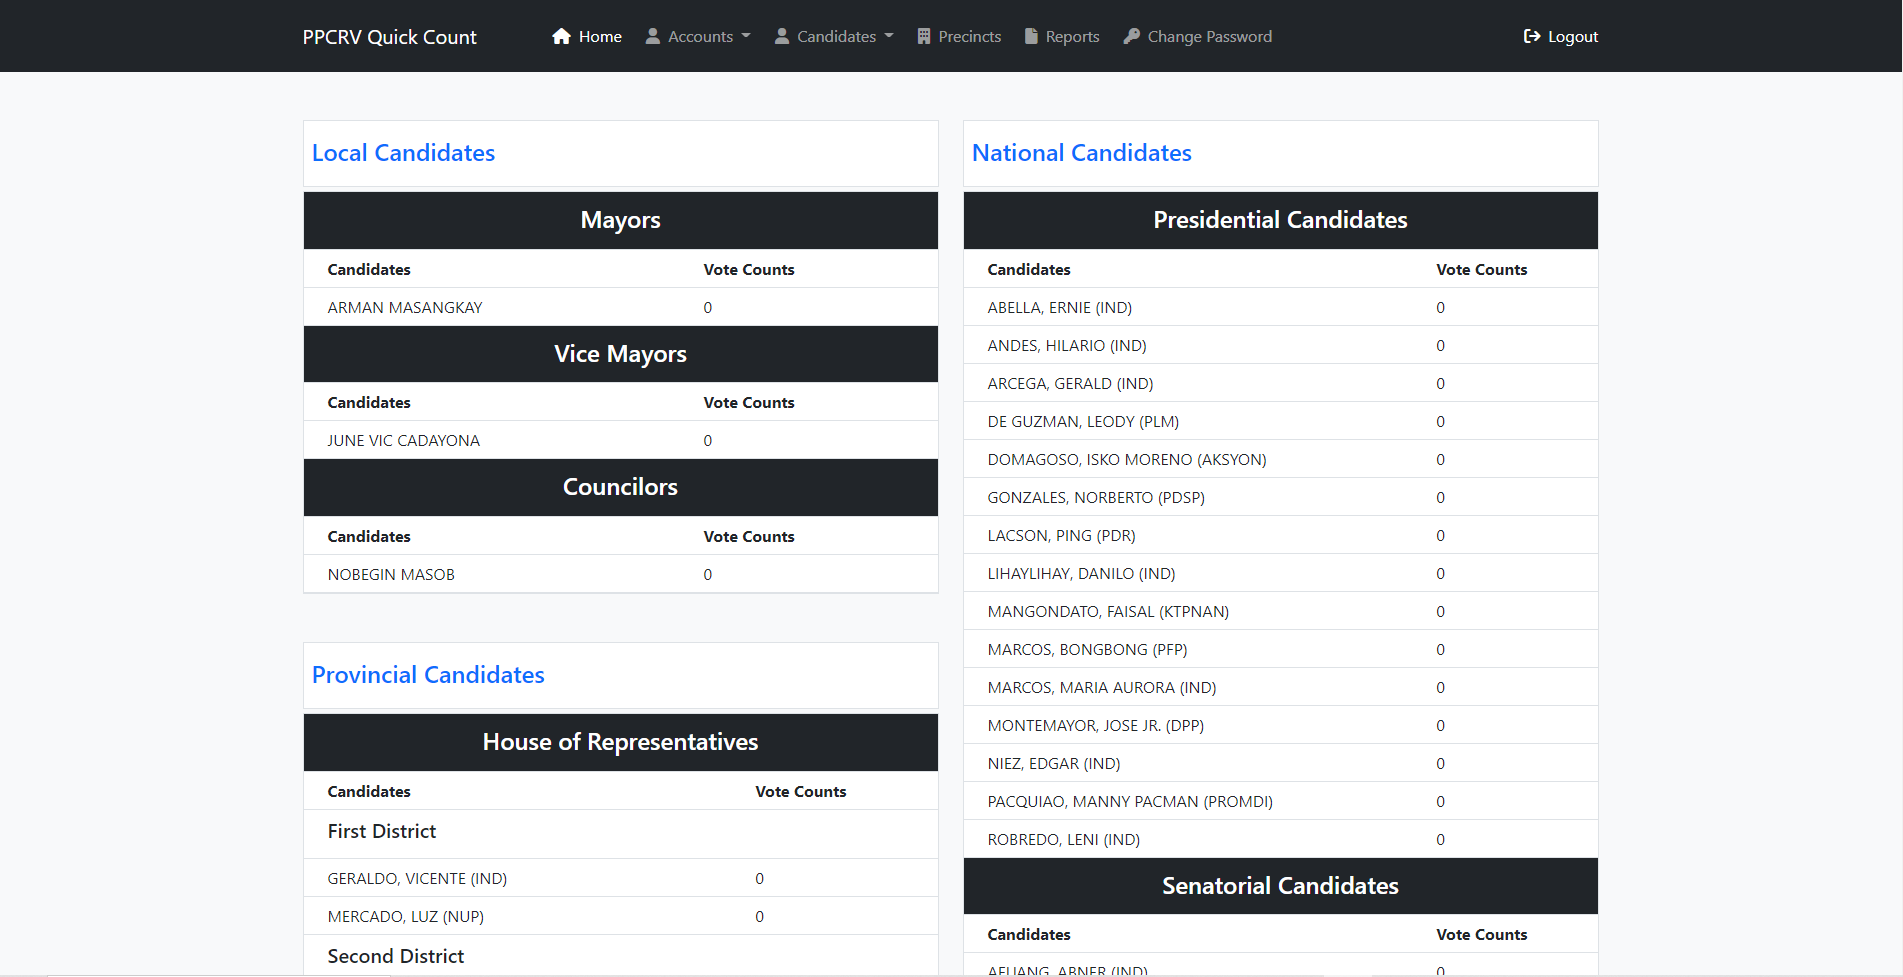 PPCRV Quick Count Home Accounts Candidates Precincts Reports Change Password Logout
Local Candidates
Mayors
Candidates Vote Counts
ARMAN MASANGKAY 0
Vice Mayors
Candidates Vote Counts
JUNE VIC CADAYONA 0
Councilors
Candidates Vote Counts
NOBEGIN MASOB 0
Provincial Candidates
House of Representatives
Candidates Vote Counts
First District
GERALDO, VICENTE (IND) 0
MERCADO, LUZ (NUP) 0
Second District
National Candidates
Presidential Candidates
Candidates Vote Counts
ABELLA, ERNIE (IND) 0
ANDES, HILARIO (IND) 0
ARCEGA, GERALD (IND) 0
DE GUZMAN, LEODY (PLM) 0
DOMAGOSO, ISKO MORENO (AKSYON) 0
GONZALES, NORBERTO (PDSP) 0
LACSON, PING (PDR) 0
LIHAYLIHAY, DANILO (IND) 0
MANGONDATO, FAISAL (KTPNAN) 0
MARCOS, BONGBONG (PFP) 0
MARCOS, MARIA AURORA (IND) 0
MONTEMAYOR, JOSE JR. (DPP) 0
NIEZ, EDGAR (IND) 0
PACQUIAO, MANNY PACMAN (PROMDI) 0
ROBREDO, LENI (IND) 0
Senatorial Candidates
Candidates Vote Counts
AFUANG, ABNER (IND) 0